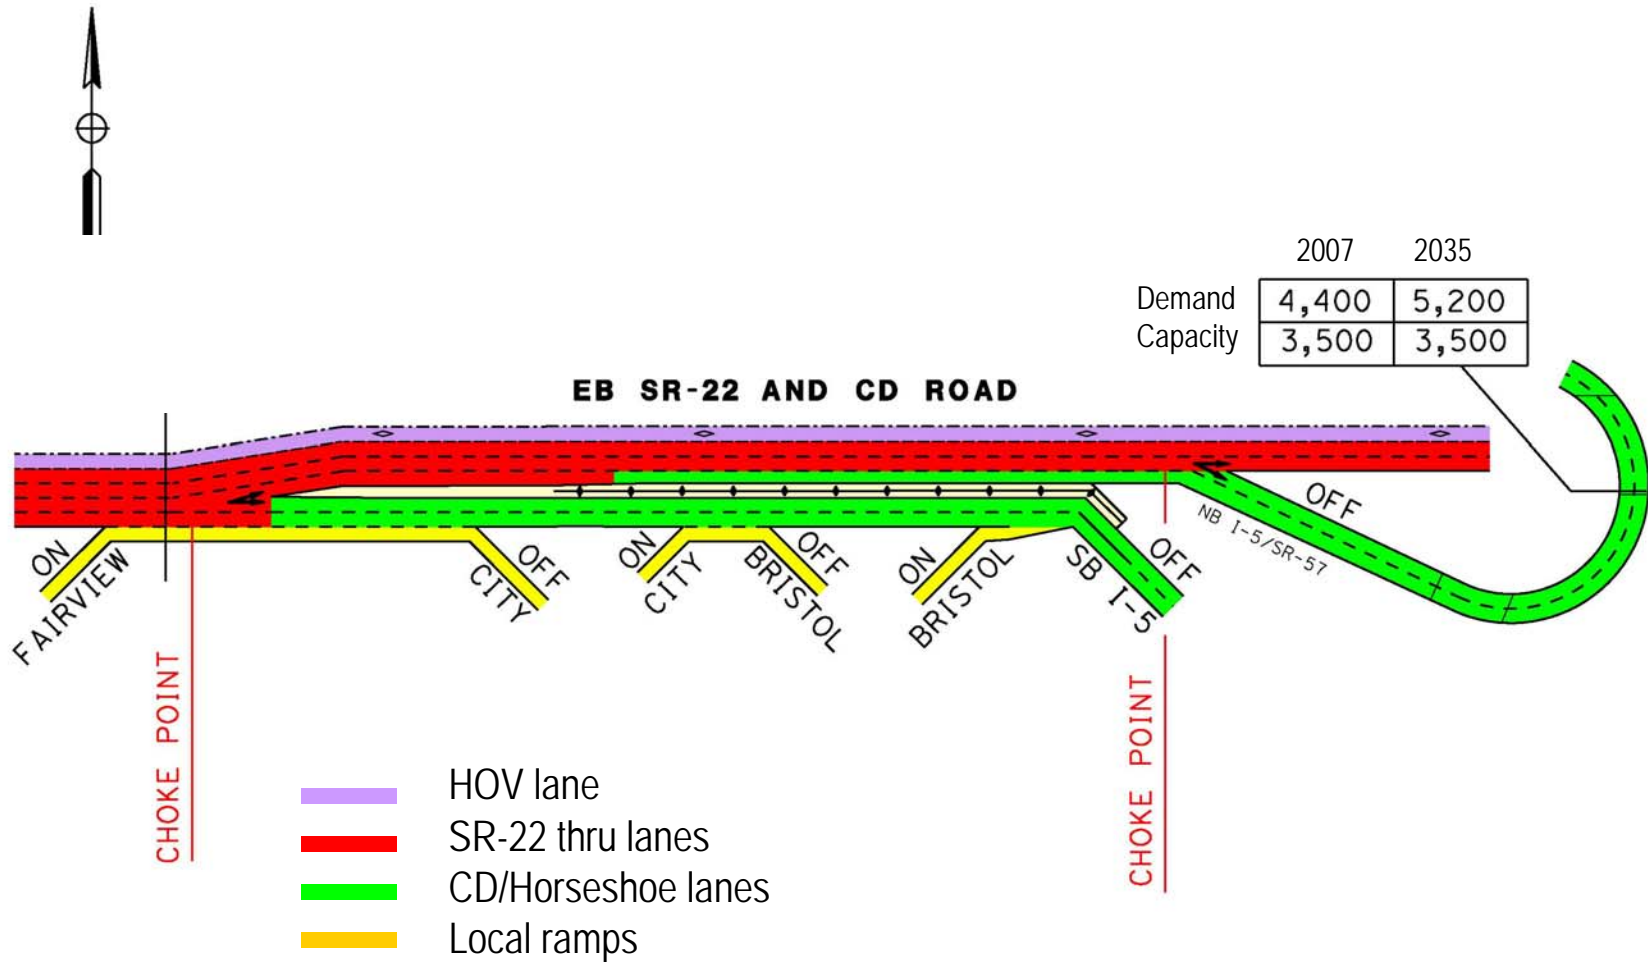 2007 2035
Demand 4,400 5,200
Capacity 3,500 3,500
EB SR-22 AND CD ROAD
ON
FAIRVIEW
OFF
CITY
ON
CITY
OFF
BRISTOL
ON
BRISTOL
OFF
SB I-5
OFF
NB I-5/SR-57
CHOKE POINT
CHOKE POINT
HOV lane
SR-22 thru lanes
CD/Horseshoe lanes
Local ramps